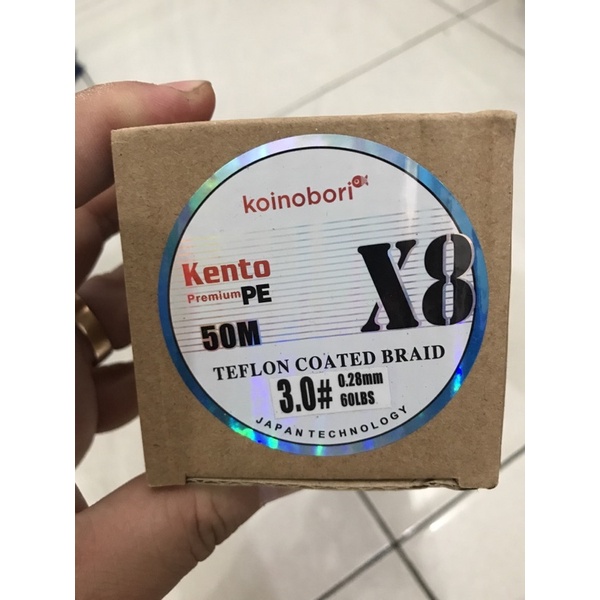 koinobori
Kento
Premium PE
X8
50M
TEFLON COATED BRAID
3.0# 0.28mm
60LBS
JAPAN TECHNOLOGY